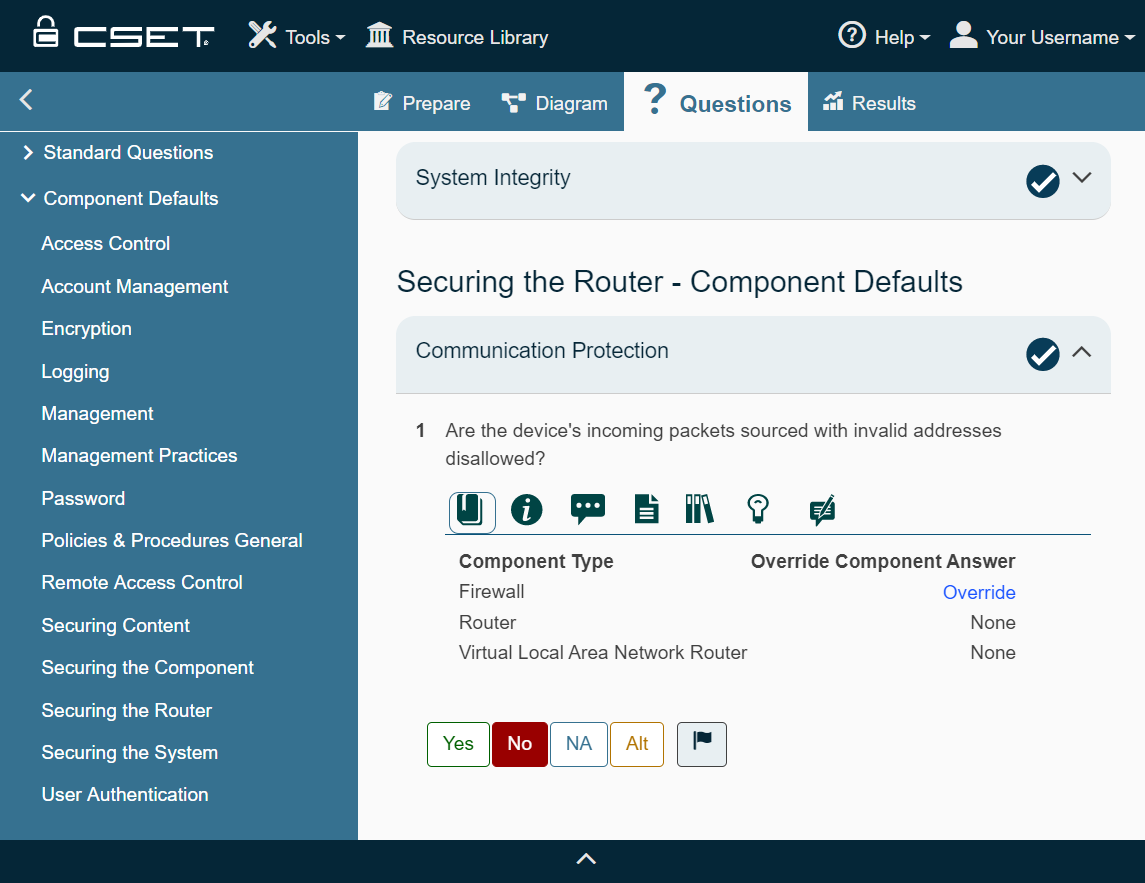 CSET
Tools
Resource Library
? Help
Your Username
Prepare
Diagram
? Questions
Results
Standard Questions
Component Defaults
Access Control
Account Management
Encryption
Logging
Management
Management Practices
Password
Policies & Procedures General
Remote Access Control
Securing Content
Securing the Component
Securing the Router
Securing the System
User Authentication
System Integrity
Securing the Router - Component Defaults
Communication Protection
1 Are the device's incoming packets sourced with invalid addresses
disallowed?
Component Type Override Component Answer
Firewall Override
Router None
Virtual Local Area Network Router None
Yes No NA Alt